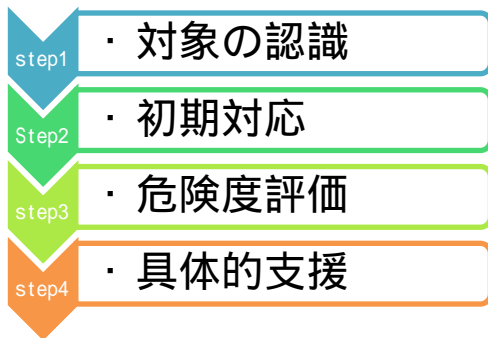 step1
・対象の認識
Step2
・初期対応
step3
・危険度評価
step4
・具体的支援